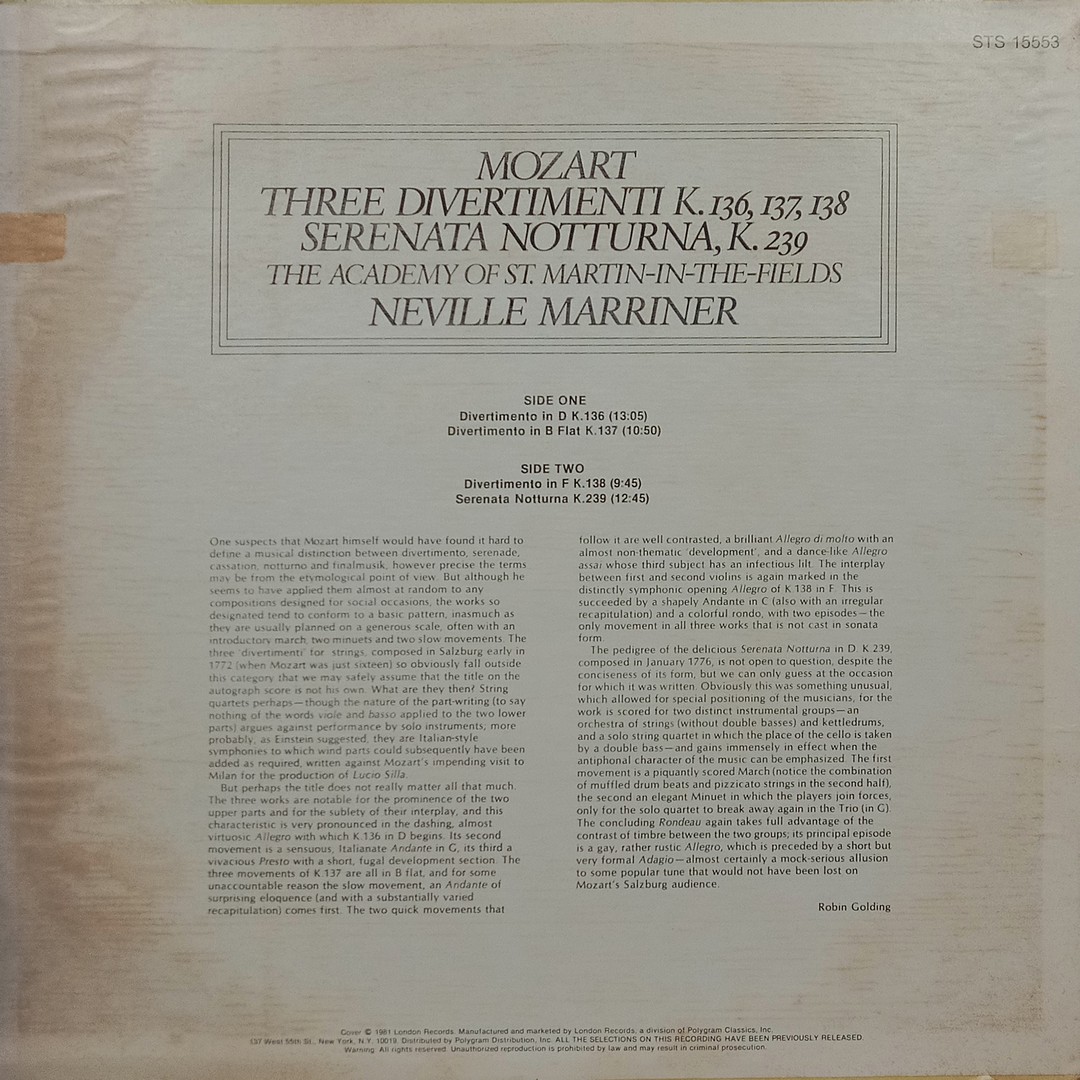 STS 15553
MOZART
THREE DIVERTIMENTI K. 136, 137, 138
SERENATA NOTTURNA, K. 239
THE ACADEMY OF ST. MARTIN-IN-THE-FIELDS
NEVILLE MARRINER
SIDE ONE
Divertimento in D K.136 (13:05)
Divertimento in B Flat K.137 (10:50)
SIDE TWO
Divertimento in F K.138 (9:45)
Serenata Notturna K.239 (12:45)
One suspects that Mozart himself would have found it hard to
define a musical distinction between divertimento, serenade,
cassation, notturno and finalmusik, however precise the terms
may be from the etymological point of view. But although he
seems to have applied them almost at random to any
compositions designed for social occasions, the works so
designated tend to conform to a basic pattern, inasmuch as
they are usually planned on a generous scale, often with an
introductory march, two minuets and two slow movements. The
three 'divertimenti' for strings, composed in Salzburg early in
1772 (when Mozart was just sixteen) so obviously fall outside
this category that we may safely assume that the title on the
autograph score is not his own. What are they then? String
quartets perhaps—though the nature of the part-writing (to say
nothing of the words viole and basso applied to the two lower
parts) argues against performance by solo instruments; more
probably, as Einstein suggested, they are Italian-style
symphonies to which wind parts could subsequently have been
added as required, written against Mozart's impending visit to
Milan for the production of Lucio Silla.
But perhaps the title does not really matter all that much.
The three works are notable for the prominence of the two
upper parts and for the sublety of their interplay, and this
characteristic is very pronounced in the dashing, almost
virtuosic Allegro with which K.136 in D begins. Its second
movement is a sensuous, Italianate Andante in G, its third a
vivacious Presto with a short, fugal development section. The
three movements of K.137 are all in B flat, and for some
unaccountable reason the slow movement, an Andante of
surprising eloquence (and with a substantially varied
recapitulation) comes first. The two quick movements that
follow it are well contrasted, a brilliant Allegro di molto with an
almost non-thematic 'development', and a dance-like Allegro
assai whose third subject has an infectious lilt. The interplay
between first and second violins is again marked in the
distinctly symphonic opening Allegro of K.138 in F. This is
succeeded by a shapely Andante in C (also with an irregular
recapitulation) and a colorful rondo, with two episodes—the
only movement in all three works that is not cast in sonata
form.
The pedigree of the delicious Serenata Notturna in D K.239,
composed in January 1776, is not open to question, despite the
conciseness of its form, but we can only guess at the occasion
for which it was written. Obviously this was something unusual,
which allowed for special positioning of the musicians, for the
work is scored for two distinct instrumental groups—an
orchestra of strings (without double basses) and kettledrums,
and a solo string quartet in which the place of the cello is taken
by a double bass—and gains immensely in effect when the
antiphonal character of the music can be emphasized. The first
movement is a piquantly scored March (notice the combination
of muffled drum beats and pizzicato strings in the second half),
the second an elegant Minuet in which the players join forces,
only for the solo quartet to break away again in the Trio (in G).
The concluding Rondeau again takes full advantage of the
contrast of timbre between the two groups; its principal episode
is a gay, rather rustic Allegro, which is preceded by a short but
very formal Adagio—almost certainly a mock-serious allusion
to some popular tune that would not have been lost on
Mozart's Salzburg audience.
Robin Golding
Cover © 1981 London Records. Manufactured and marketed by London Records, a division of Polygram Classics, Inc.
137 West 55th St., New York, N.Y. 10019. Distributed by Polygram Distribution, Inc. ALL THE SELECTIONS ON THIS RECORDING HAVE BEEN PREVIOUSLY RELEASED.
Warning: All rights reserved. Unauthorized reproduction is prohibited by law and may result in criminal prosecution.